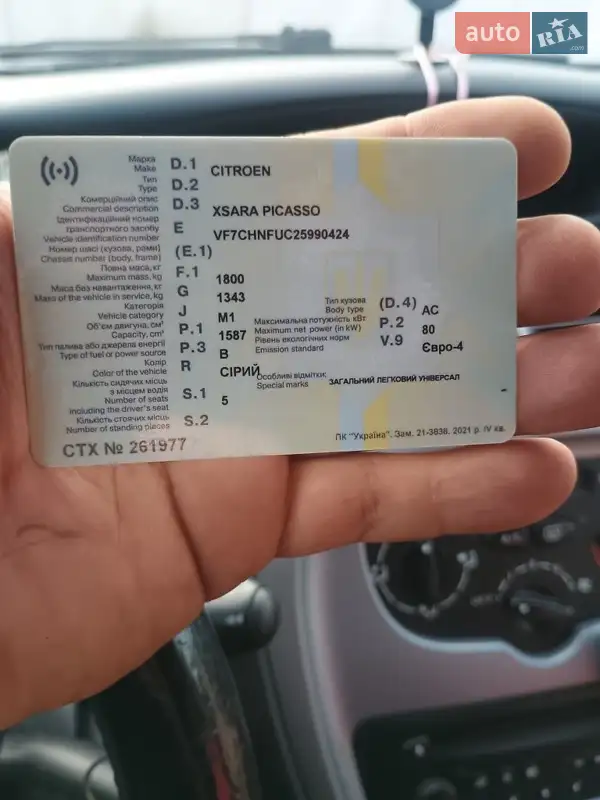 auto RIA .com
Марка D.1 CITROEN
Make
Тип D.2
Type
Комерційний опис D.3 XSARA PICASSO
Commercial description
Ідентифікаційний номер
транспортного засобу E VF7CHNFUC25990424
Vehicle identification number
Номер шасі (кузова, рами) (E.1)
Chassis number (body, frame)
Повна маса, кг F.1 1800
Maximum mass, kg
Маса без навантаження, кг G 1343
Mass of the vehicle in service, kg
Категорія J M1
Vehicle category
Об'єм двигуна, см³ P.1 1587
Capacity, cm³
Тип палива або джерела енергії P.3 B
Type of fuel or power source
Колір R СІРИЙ
Color of the vehicle
Кількість сидячих місць
з місцем водія S.1 5
Number of seats
including the driver's seat
Кількість стоячих місць S.2
Number of standing places
Тип кузова (D.4) AC
Body type
Максимальна потужність кВт P.2 80
Maximum net power (in kW)
Рівень екологічних норм V.9 Євро-4
Emission standard
Особливі відмітки: ЗАГАЛЬНИЙ ЛЕГКОВИЙ УНІВЕРСАЛ
Special marks
СТХ № 261977
ПК "Україна". Зам. 21-3838. 2021 р. IV кв.